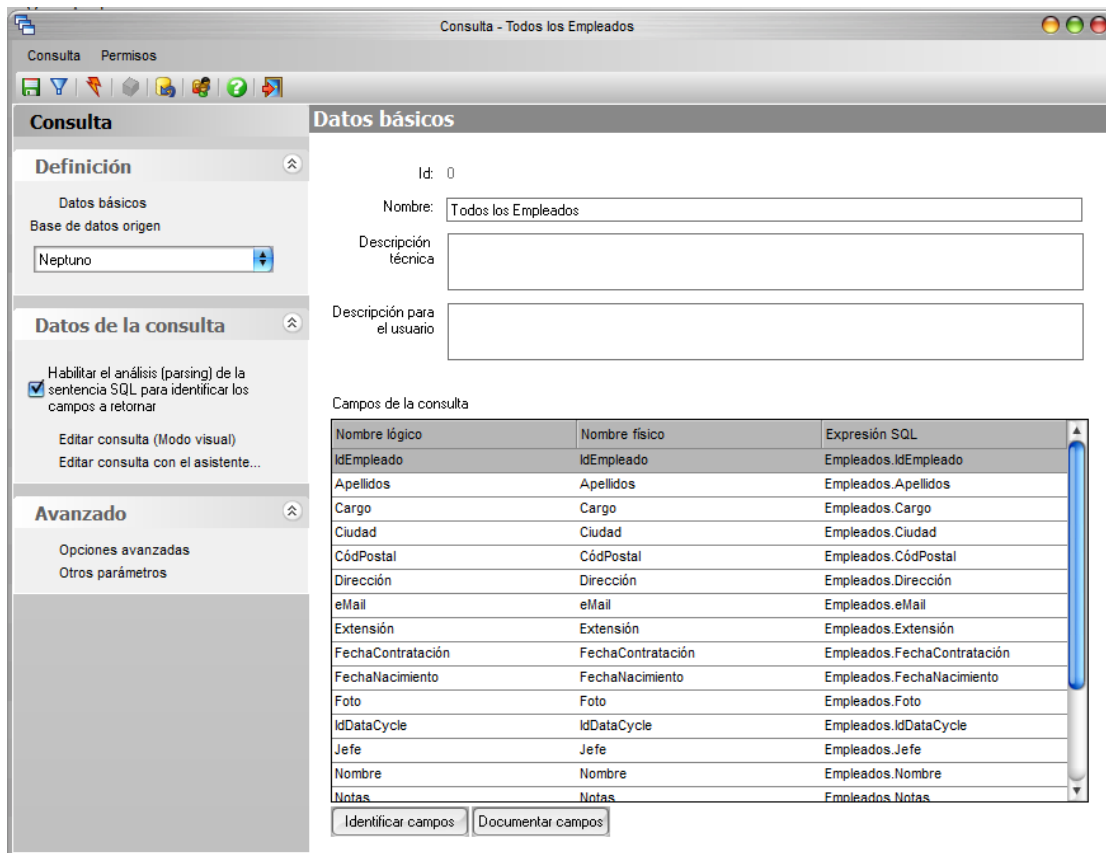 Consulta - Todos los Empleados
Consulta Permisos
Consulta
Definición
Datos básicos
Base de datos origen
Neptuno
Datos de la consulta
Habilitar el análisis (parsing) de la
sentencia SQL para identificar los
campos a retornar
Editar consulta (Modo visual)
Editar consulta con el asistente...
Avanzado
Opciones avanzadas
Otros parámetros
Datos básicos
Id: 0
Nombre: Todos los Empleados
Descripción
técnica
Descripción para
el usuario
Campos de la consulta
Nombre lógico Nombre físico Expresión SQL
IdEmpleado IdEmpleado Empleados.IdEmpleado
Apellidos Apellidos Empleados.Apellidos
Cargo Cargo Empleados.Cargo
Ciudad Ciudad Empleados.Ciudad
CódPostal CódPostal Empleados.CódPostal
Dirección Dirección Empleados.Dirección
eMail eMail Empleados.eMail
Extensión Extensión Empleados.Extensión
FechaContratación FechaContratación Empleados.FechaContratación
FechaNacimiento FechaNacimiento Empleados.FechaNacimiento
Foto Foto Empleados.Foto
IdDataCycle IdDataCycle Empleados.IdDataCycle
Jefe Jefe Empleados.Jefe
Nombre Nombre Empleados.Nombre
Notas Notas Empleados.Notas
Identificar campos Documentar campos